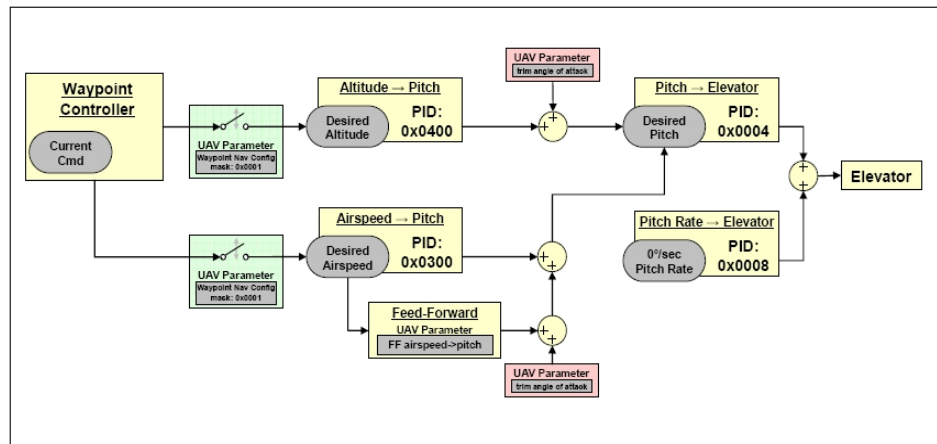 UAV Parameter
trim angle of attack
Waypoint
Controller
Current
Cmd
UAV Parameter
Waypoint Nav Config
mask: 0x0001
Altitude → Pitch
Desired
Altitude
PID:
0x0400
+
+
Pitch → Elevator
Desired
Pitch
PID:
0x0004
+
+
Elevator
UAV Parameter
Waypoint Nav Config
mask: 0x0001
Airspeed → Pitch
Desired
Airspeed
PID:
0x0300
+
+
Pitch Rate → Elevator
0°/sec
Pitch Rate
PID:
0x0008
Feed-Forward
UAV Parameter
FF airspeed->pitch
+
+
UAV Parameter
trim angle of attack